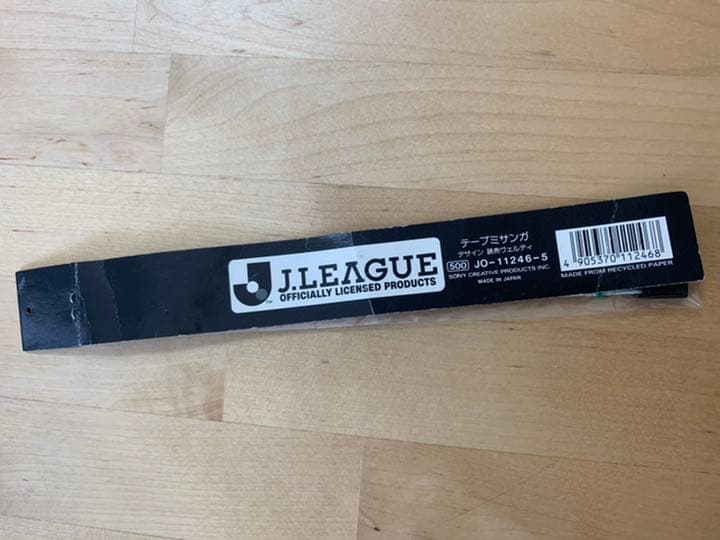 J.LEAGUE
OFFICIALLY LICENSED PRODUCTS
TM
テープミサンガ
デザイン 読売ヴェルディ
500 JO-11246-5
SONY CREATIVE PRODUCTS INC.
MADE IN JAPAN
4 905370 112468
MADE FROM RECYCLED PAPER